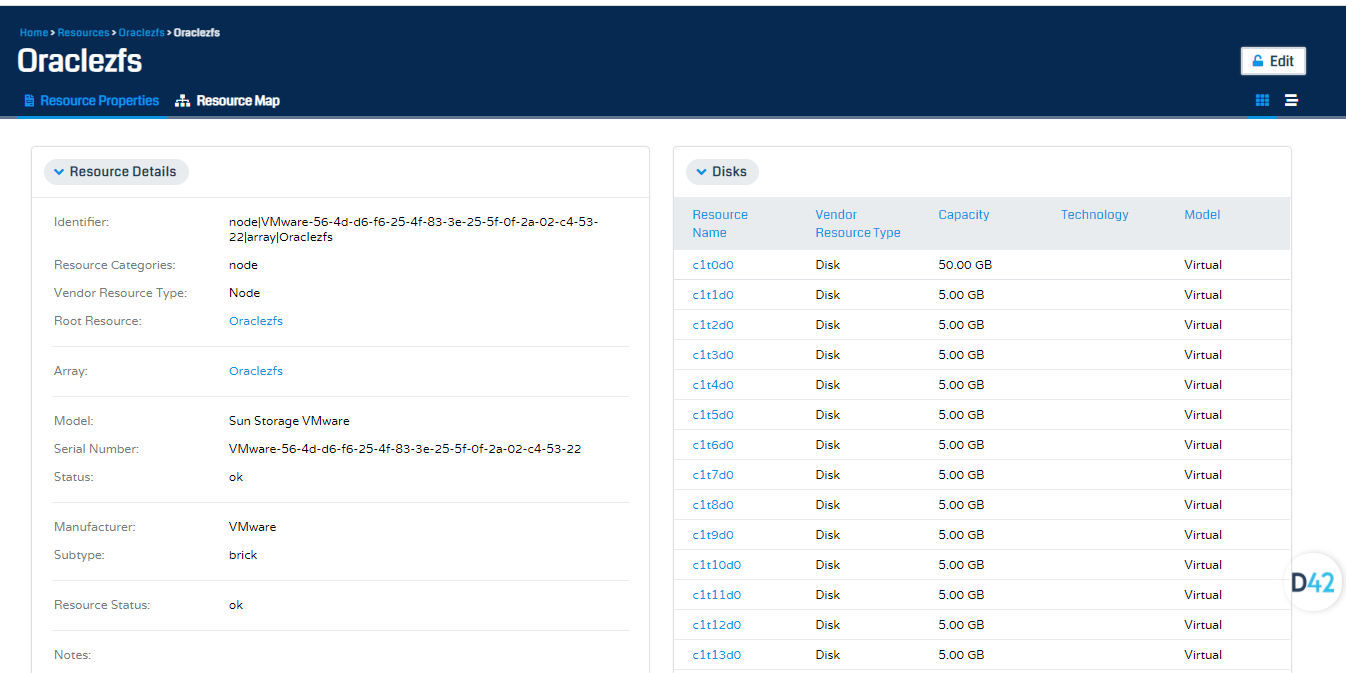 Home > Resources > Oraclezfs > Oraclezfs
Oraclezfs
Edit
Resource Properties Resource Map
Resource Details
Identifier: node|VMware-56-4d-d6-f6-25-4f-83-3e-25-5f-0f-2a-02-c4-53-
22|array|Oraclezfs
Resource Categories: node
Vendor Resource Type: Node
Root Resource: Oraclezfs
Array: Oraclezfs
Model: Sun Storage VMware
Serial Number: VMware-56-4d-d6-f6-25-4f-83-3e-25-5f-0f-2a-02-c4-53-22
Status: ok
Manufacturer: VMware
Subtype: brick
Resource Status: ok
Notes:
Disks
Resource Name Vendor Resource Type Capacity Technology Model
c1t0d0 Disk 50.00 GB Virtual
c1t1d0 Disk 5.00 GB Virtual
c1t2d0 Disk 5.00 GB Virtual
c1t3d0 Disk 5.00 GB Virtual
c1t4d0 Disk 5.00 GB Virtual
c1t5d0 Disk 5.00 GB Virtual
c1t6d0 Disk 5.00 GB Virtual
c1t7d0 Disk 5.00 GB Virtual
c1t8d0 Disk 5.00 GB Virtual
c1t9d0 Disk 5.00 GB Virtual
c1t10d0 Disk 5.00 GB Virtual
c1t11d0 Disk 5.00 GB Virtual
c1t12d0 Disk 5.00 GB Virtual
c1t13d0 Disk 5.00 GB Virtual
D42